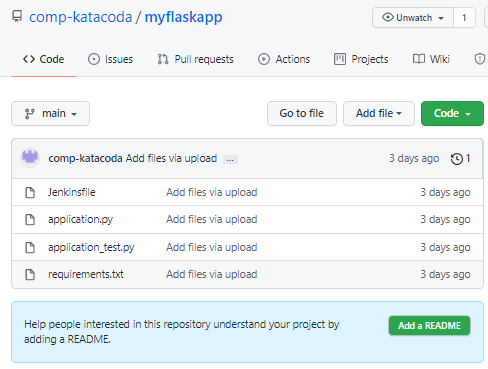 comp-katacoda / myflaskapp
Unwatch 1
Code Issues Pull requests Actions Projects Wiki
main Go to file Add file Code
comp-katacoda Add files via upload ... 3 days ago 1
Jenkinsfile Add files via upload 3 days ago
application.py Add files via upload 3 days ago
application_test.py Add files via upload 3 days ago
requirements.txt Add files via upload 3 days ago
Help people interested in this repository understand your project by
adding a README.
Add a README